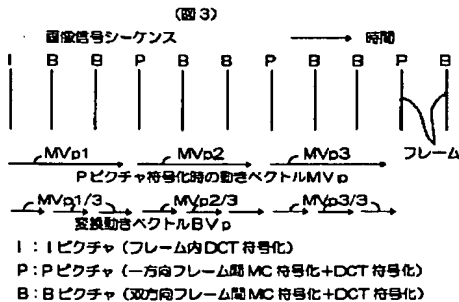 (図3)
画像信号シーケンス 時間
I B B P B B P B B P B
MVp1 MVp2 MVp3 フレーム
Pピクチャ符号化時の動きベクトルMVp
MVp1/3 MVp2/3 MVp3/3
変換動きベクトルBVp
I:Iピクチャ(フレーム内DCT符号化)
P:Pピクチャ(一方向フレーム間MC符号化+DCT符号化)
B:Bピクチャ(双方向フレーム間MC符号化+DCT符号化)